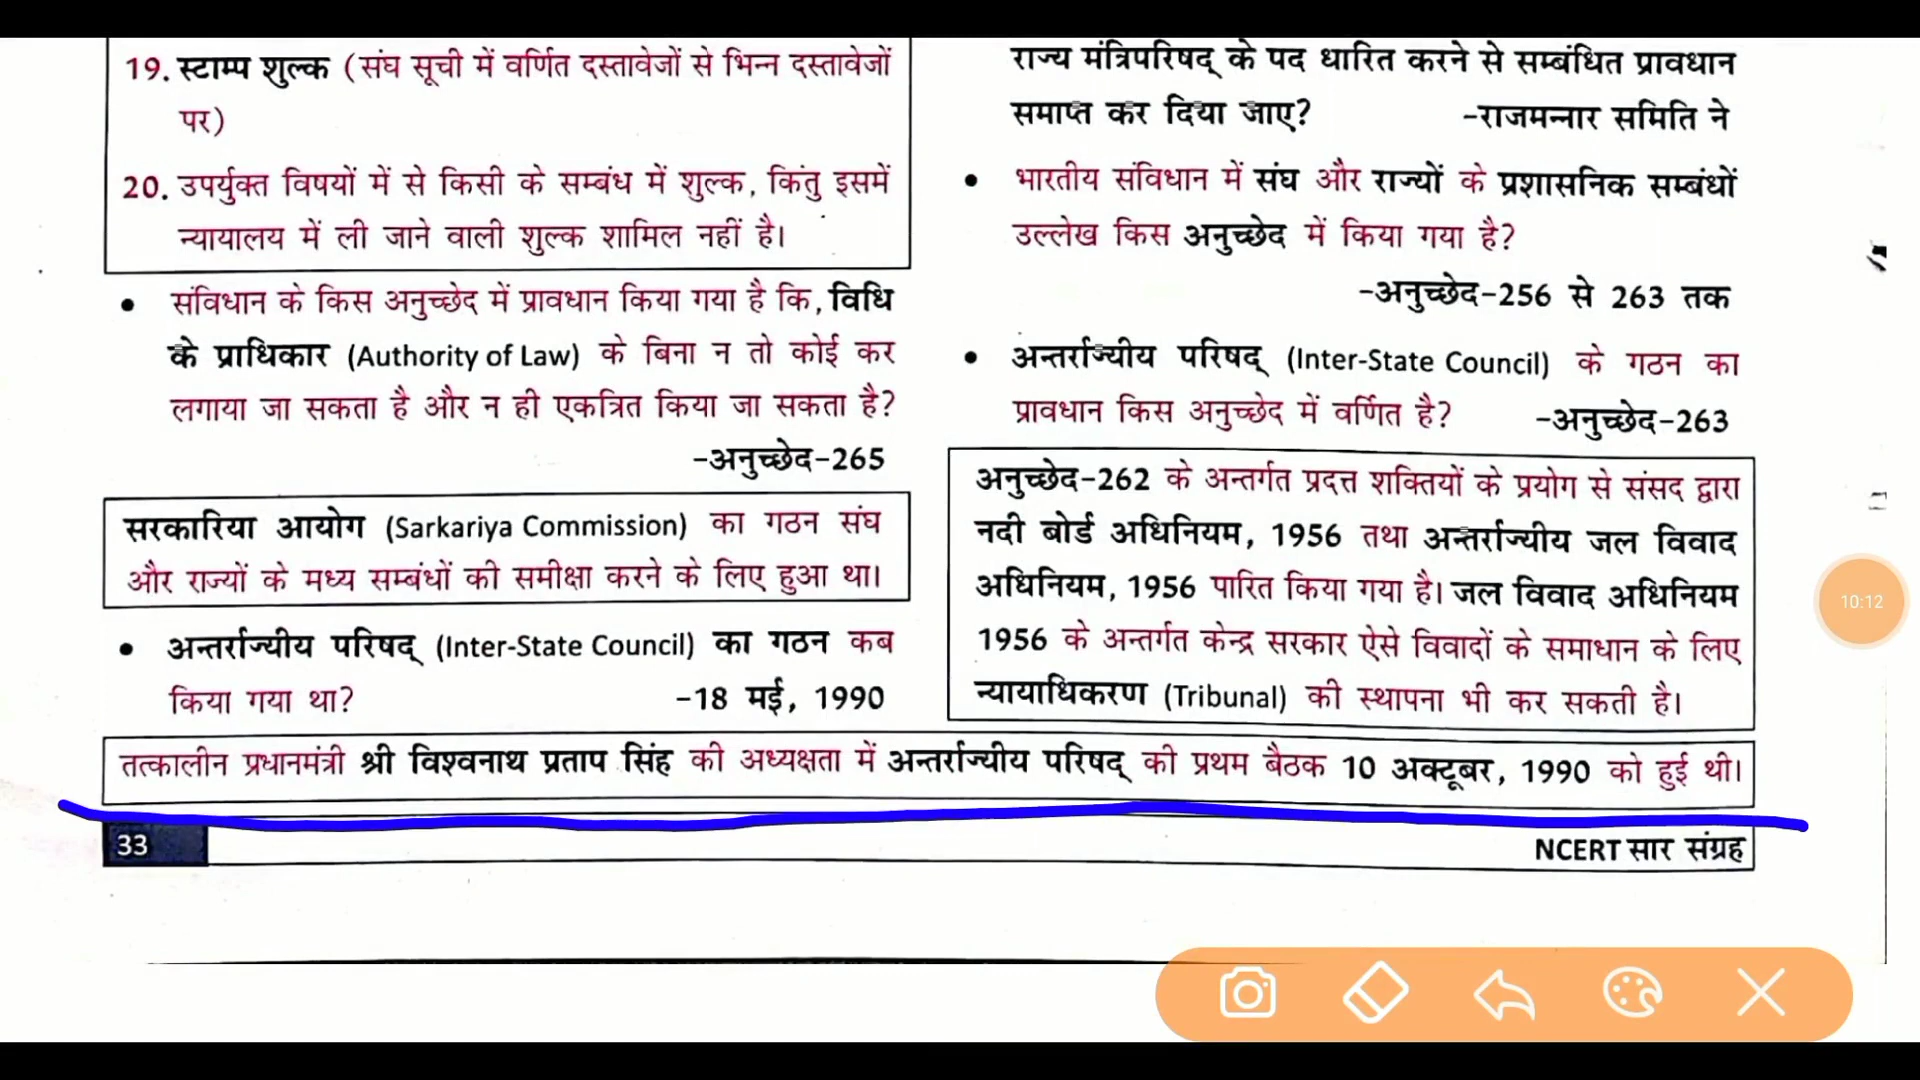 19. स्टाम्प शुल्क (संघ सूची में वर्णित दस्तावेजों से भिन्न दस्तावेजों
पर)
20. उपर्युक्त विषयों में से किसी के सम्बंध में शुल्क, किंतु इसमें
न्यायालय में ली जाने वाली शुल्क शामिल नहीं है।
• संविधान के किस अनुच्छेद में प्रावधान किया गया है कि, विधि
के प्राधिकार (Authority of Law) के बिना न तो कोई कर
लगाया जा सकता है और न ही एकत्रित किया जा सकता है?
-अनुच्छेद-265
सरकारिया आयोग (Sarkariya Commission) का गठन संघ
और राज्यों के मध्य सम्बंधों की समीक्षा करने के लिए हुआ था।
• अन्तर्राज्यीय परिषद् (Inter-State Council) का गठन कब
किया गया था? -18 मई, 1990
राज्य मंत्रिपरिषद् के पद धारित करने से सम्बंधित प्रावधान
समाप्त कर दिया जाए? -राजमन्नार समिति ने
• भारतीय संविधान में संघ और राज्यों के प्रशासनिक सम्बंधों
उल्लेख किस अनुच्छेद में किया गया है?
-अनुच्छेद-256 से 263 तक
• अन्तर्राज्यीय परिषद् (Inter-State Council) के गठन का
प्रावधान किस अनुच्छेद में वर्णित है? -अनुच्छेद-263
अनुच्छेद-262 के अन्तर्गत प्रदत्त शक्तियों के प्रयोग से संसद द्वारा
नदी बोर्ड अधिनियम, 1956 तथा अन्तर्राज्यीय जल विवाद
अधिनियम, 1956 पारित किया गया है। जल विवाद अधिनियम
1956 के अन्तर्गत केन्द्र सरकार ऐसे विवादों के समाधान के लिए
न्यायाधिकरण (Tribunal) की स्थापना भी कर सकती है।
तत्कालीन प्रधानमंत्री श्री विश्वनाथ प्रताप सिंह की अध्यक्षता में अन्तर्राज्यीय परिषद् की प्रथम बैठक 10 अक्टूबर, 1990 को हुई थी।
33
NCERT सार संग्रह
10:12